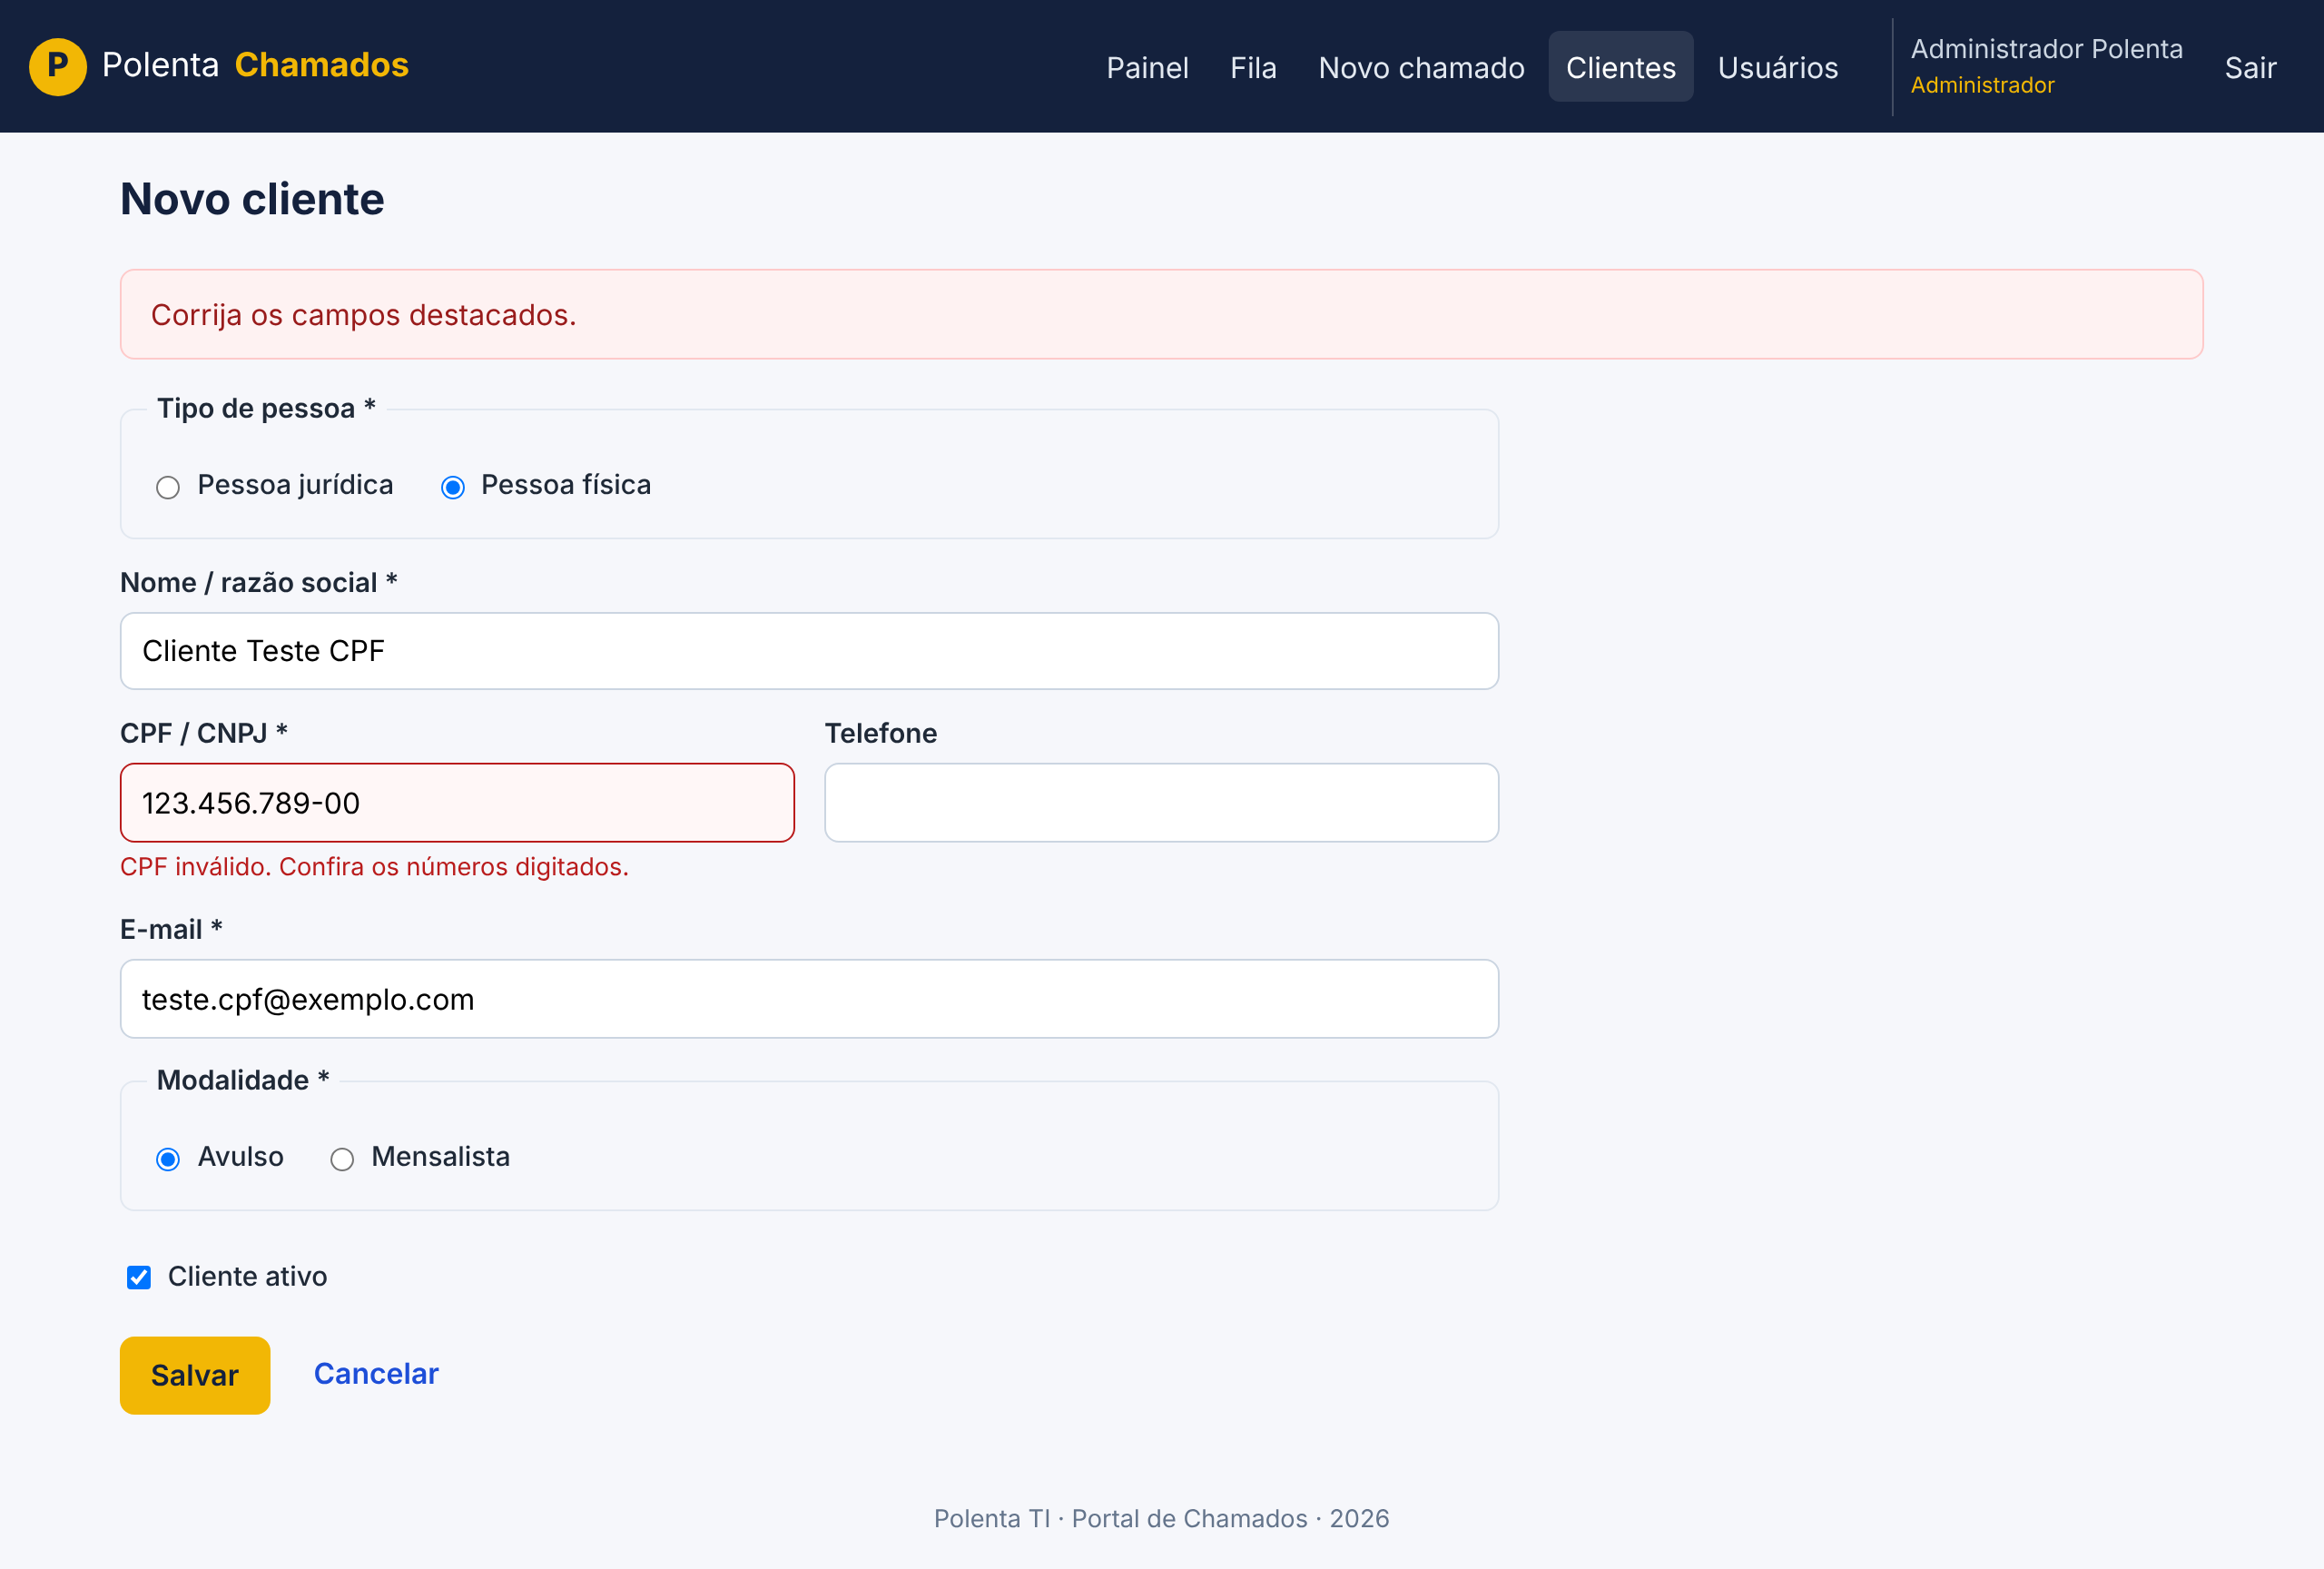 P Polenta Chamados
Painel Fila Novo chamado Clientes Usuários
Administrador Polenta
Administrador
Sair
Novo cliente
Corrija os campos destacados.
Tipo de pessoa *
Pessoa jurídica Pessoa física
Nome / razão social *
Cliente Teste CPF
CPF / CNPJ * Telefone
123.456.789-00
CPF inválido. Confira os números digitados.
E-mail *
teste.cpf@exemplo.com
Modalidade *
Avulso Mensalista
Cliente ativo
Salvar Cancelar
Polenta TI · Portal de Chamados · 2026